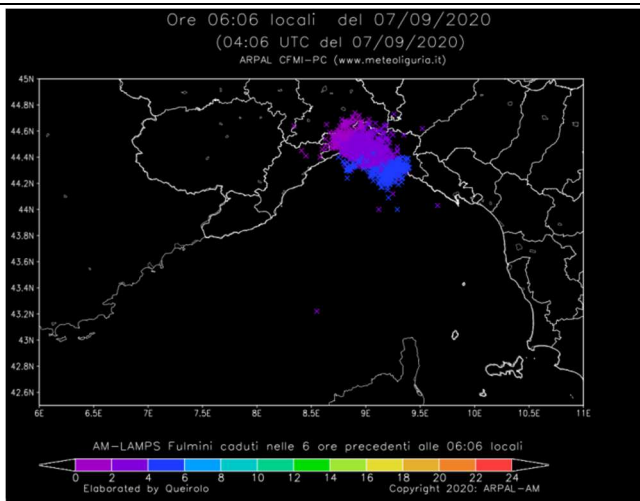 Ore 06:06 locali del 07/09/2020
(04:06 UTC del 07/09/2020)
ARPAL CFMI-PC (www.meteoliguria.it)
45N
44.8N
44.6N
44.4N
44.2N
44N
43.8N
43.6N
43.4N
43.2N
43N
42.8N
42.6N
6E 6.5E 7E 7.5E 8E 8.5E 9E 9.5E 10E 10.5E 11E
AM-LAMPS Fulmini caduti nelle 6 ore precedenti alle 06:06 locali
0 2 4 6 8 10 12 14 16 18 20 22 24
Elaborated by Queirolo Copyright 2020: ARPAL-AM